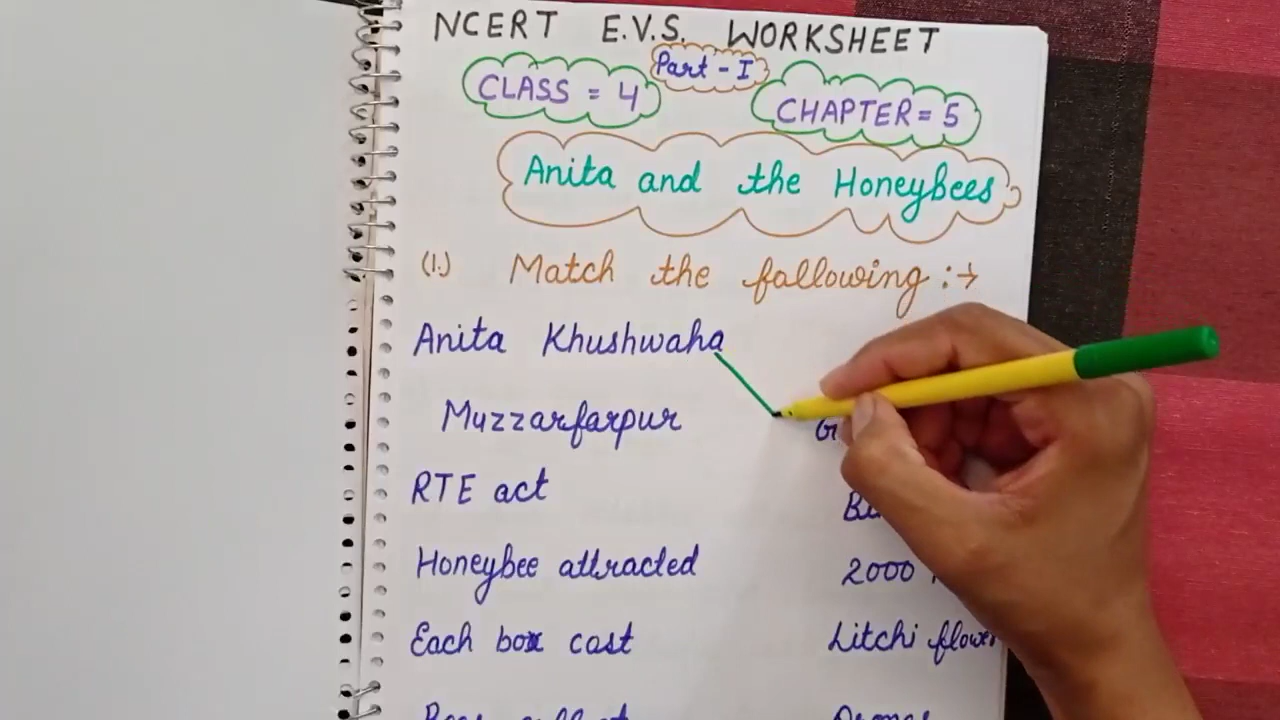 NCERT E.V.S. WORKSHEET
Part - I
CLASS = 4
CHAPTER = 5
Anita and the Honeybees
(1.) Match the following :→
Anita Khushwaha
Muzzarfarpur
RTE act
Honeybee attracted 2000
Each box cost Litchi flower